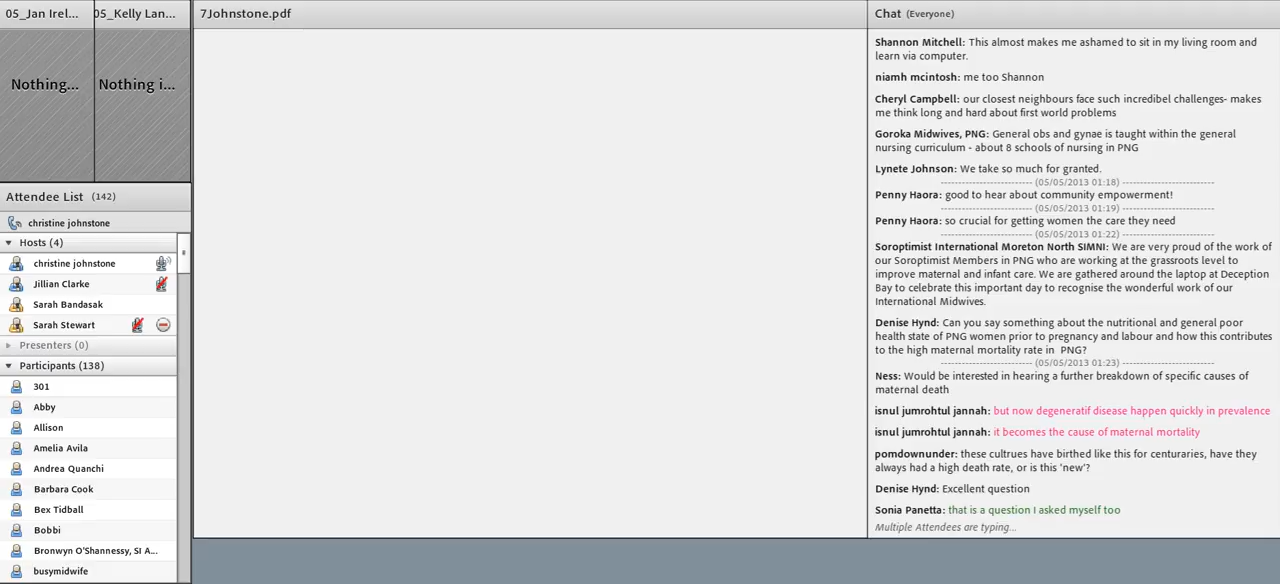 05_Jan Irel...
05_Kelly Lan...
7Johnstone.pdf
Chat (Everyone)
Nothing...
Nothing i...
Attendee List (142)
christine johnstone
Hosts (4)
christine johnstone
Jillian Clarke
Sarah Bandasak
Sarah Stewart
Presenters (0)
Participants (138)
301
Abby
Allison
Amelia Avila
Andrea Quanchi
Barbara Cook
Bex Tidball
Bobbi
Bronwyn O'Shannessy, SI A...
busymidwife
Shannon Mitchell: This almost makes me ashamed to sit in my living room and
learn via computer.
niamh mcintosh: me too Shannon
Cheryl Campbell: our closest neighbours face such incredibel challenges- makes
me think long and hard about first world problems
Goroka Midwives, PNG: General obs and gynae is taught within the general
nursing curriculum - about 8 schools of nursing in PNG
Lynete Johnson: We take so much for granted.
(05/05/2013 01:18)
Penny Haora: good to hear about community empowerment!
(05/05/2013 01:19)
Penny Haora: so crucial for getting women the care they need
(05/05/2013 01:22)
Soroptimist International Moreton North SIMNI: We are very proud of the work of
our Soroptimist Members in PNG who are working at the grassroots level to
improve maternal and infant care. We are gathered around the laptop at Deception
Bay to celebrate this important day to recognise the wonderful work of our
International Midwives.
Denise Hynd: Can you say something about the nutritional and general poor
health state of PNG women prior to pregnancy and labour and how this contributes
to the high maternal mortality rate in  PNG?
(05/05/2013 01:23)
Ness: Would be interested in hearing a further breakdown of specific causes of
maternal death
isnul jumrohtul jannah: but now degeneratif disease happen quickly in prevalence
isnul jumrohtul jannah: it becomes the cause of maternal mortality
pomdownunder: these cultrues have birthed like this for centuraries, have they
always had a high death rate, or is this 'new'?
Denise Hynd: Excellent question
Sonia Panetta: that is a question I asked myself too
Multiple Attendees are typing...